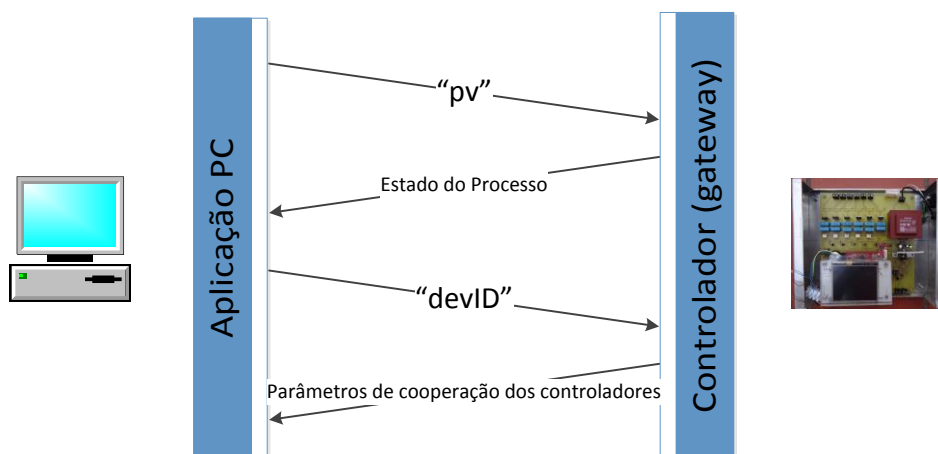 Aplicação PC
Controlador (gateway)
“pv”
Estado do Processo
“devID”
Parâmetros de cooperação dos controladores